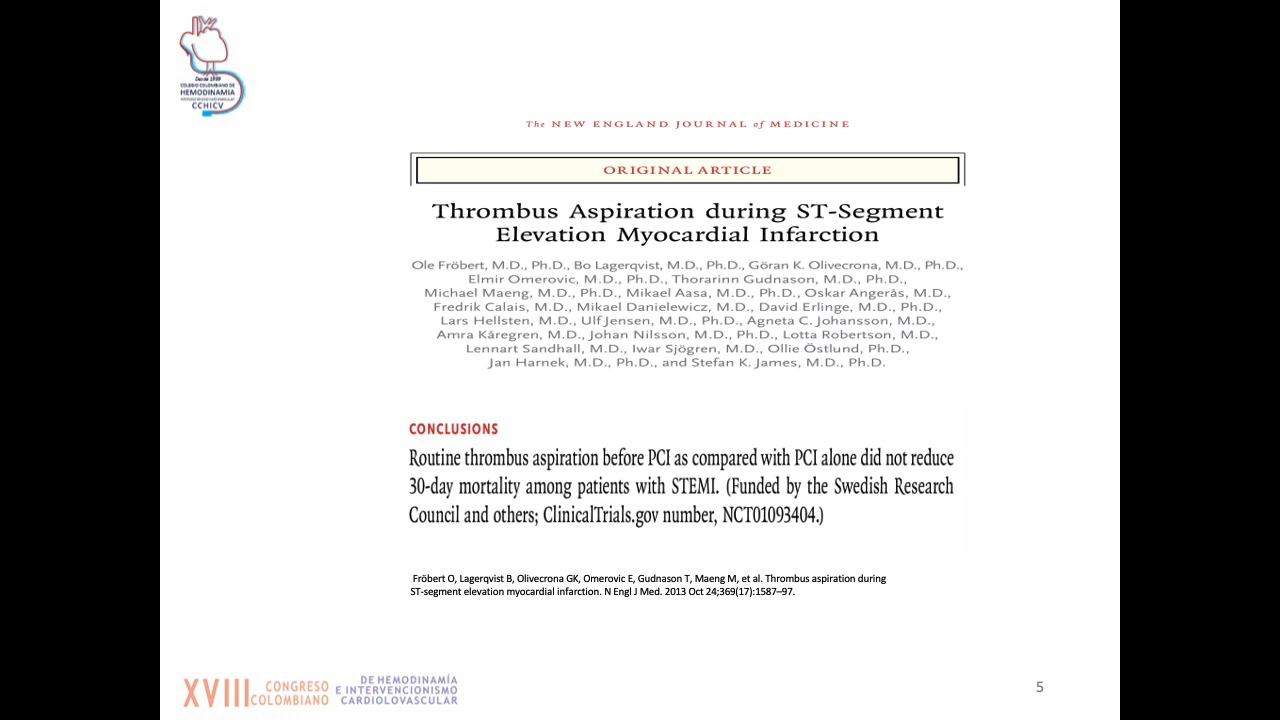 Desde 1999
COLEGIO COLOMBIANO DE
HEMODINAMIA
CCHICV
The NEW ENGLAND JOURNAL of MEDICINE
ORIGINAL ARTICLE
Thrombus Aspiration during ST-Segment
Elevation Myocardial Infarction
Ole Fröbert, M.D., Ph.D., Bo Lagerqvist, M.D., Ph.D., Göran K. Olivecrona, M.D., Ph.D.,
Elmir Omerovic, M.D., Ph.D., Thorarinn Gudnason, M.D., Ph.D.,
Michael Maeng, M.D., Ph.D., Mikael Aasa, M.D., Ph.D., Oskar Angerås, M.D.,
Fredrik Calais, M.D., Mikael Danielewicz, M.D., David Erlinge, M.D., Ph.D.,
Lars Hellsten, M.D., Ulf Jensen, M.D., Ph.D., Agneta C. Johansson, M.D.,
Amra Kåregren, M.D., Johan Nilsson, M.D., Ph.D., Lotta Robertson, M.D.,
Lennart Sandhall, M.D., Iwar Sjögren, M.D., Ollie Östlund, Ph.D.,
Jan Harnek, M.D., Ph.D., and Stefan K. James, M.D., Ph.D.
CONCLUSIONS
Routine thrombus aspiration before PCI as compared with PCI alone did not reduce
30-day mortality among patients with STEMI. (Funded by the Swedish Research
Council and others; ClinicalTrials.gov number, NCT01093404.)
Fröbert O, Lagerqvist B, Olivecrona GK, Omerovic E, Gudnason T, Maeng M, et al. Thrombus aspiration during
ST-segment elevation myocardial infarction. N Engl J Med. 2013 Oct 24;369(17):1587–97.
XVIII CONGRESO COLOMBIANO
DE HEMODINAMÍA
E INTERVENCIONISMO
CARDIOLOVASCULAR
5